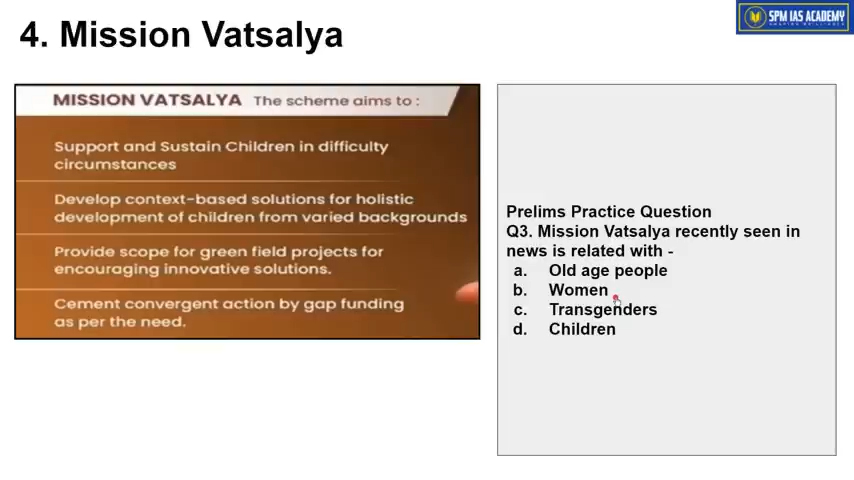 4. Mission Vatsalya
SPM IAS ACADEMY
MISSION VATSALYA The scheme aims to :
Support and Sustain Children in difficulty
circumstances
Develop context-based solutions for holistic
development of children from varied backgrounds
Provide scope for green field projects for
encouraging innovative solutions.
Cement convergent action by gap funding
as per the need.
Prelims Practice Question
Q3. Mission Vatsalya recently seen in
news is related with -
a. Old age people
b. Women
c. Transgenders
d. Children